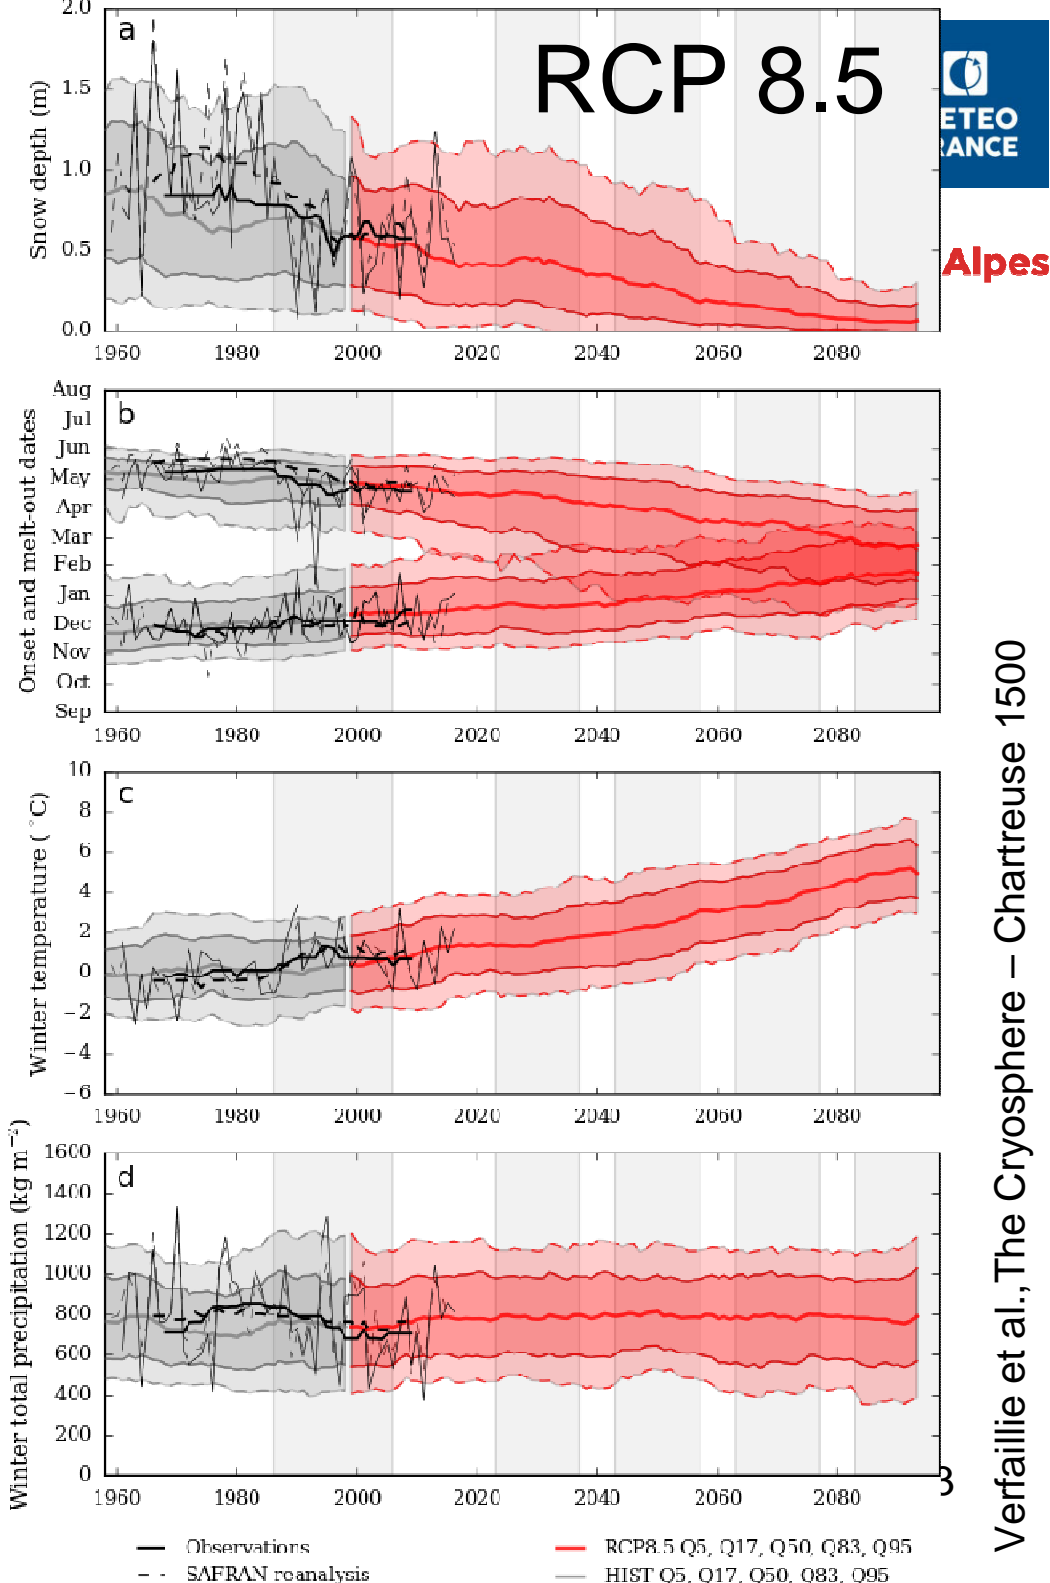 a
RCP 8.5
ETEO
RANCE
Alpes
Snow depth (m)
2.0
1.5
1.0
0.5
0.0
1960 1980 2000 2020 2040 2060 2080
b
Onset and melt-out dates
Aug
Jul
Jun
May
Apr
Mar
Feb
Jan
Dec
Nov
Oct
Sep
1960 1980 2000 2020 2040 2060 2080
c
Winter temperature (°C)
10
8
6
4
2
0
−2
−4
−6
1960 1980 2000 2020 2040 2060 2080
d
Winter total precipitation (kg m⁻²)
1600
1400
1200
1000
800
600
400
200
0
1960 1980 2000 2020 2040 2060 2080
3
Verfaillie et al., The Cryosphere – Chartreuse 1500
Observations
SAFRAN reanalysis
RCP8.5 Q5, Q17, Q50, Q83, Q95
HIST Q5, Q17, Q50, Q83, Q95